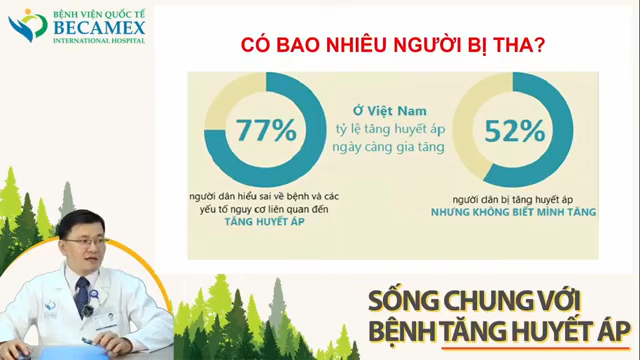 BỆNH VIỆN QUỐC TẾ
BECAMEX
INTERNATIONAL HOSPITAL
CÓ BAO NHIÊU NGƯỜI BỊ THA?
77%
Ở Việt Nam
tỷ lệ tăng huyết áp
ngày càng gia tăng
52%
người dân hiểu sai về bệnh và các
yếu tố nguy cơ liên quan đến
TĂNG HUYẾT ÁP
người dân bị tăng huyết áp
NHƯNG KHÔNG BIẾT MÌNH TĂNG
SỐNG CHUNG VỚI
BỆNH TĂNG HUYẾT ÁP